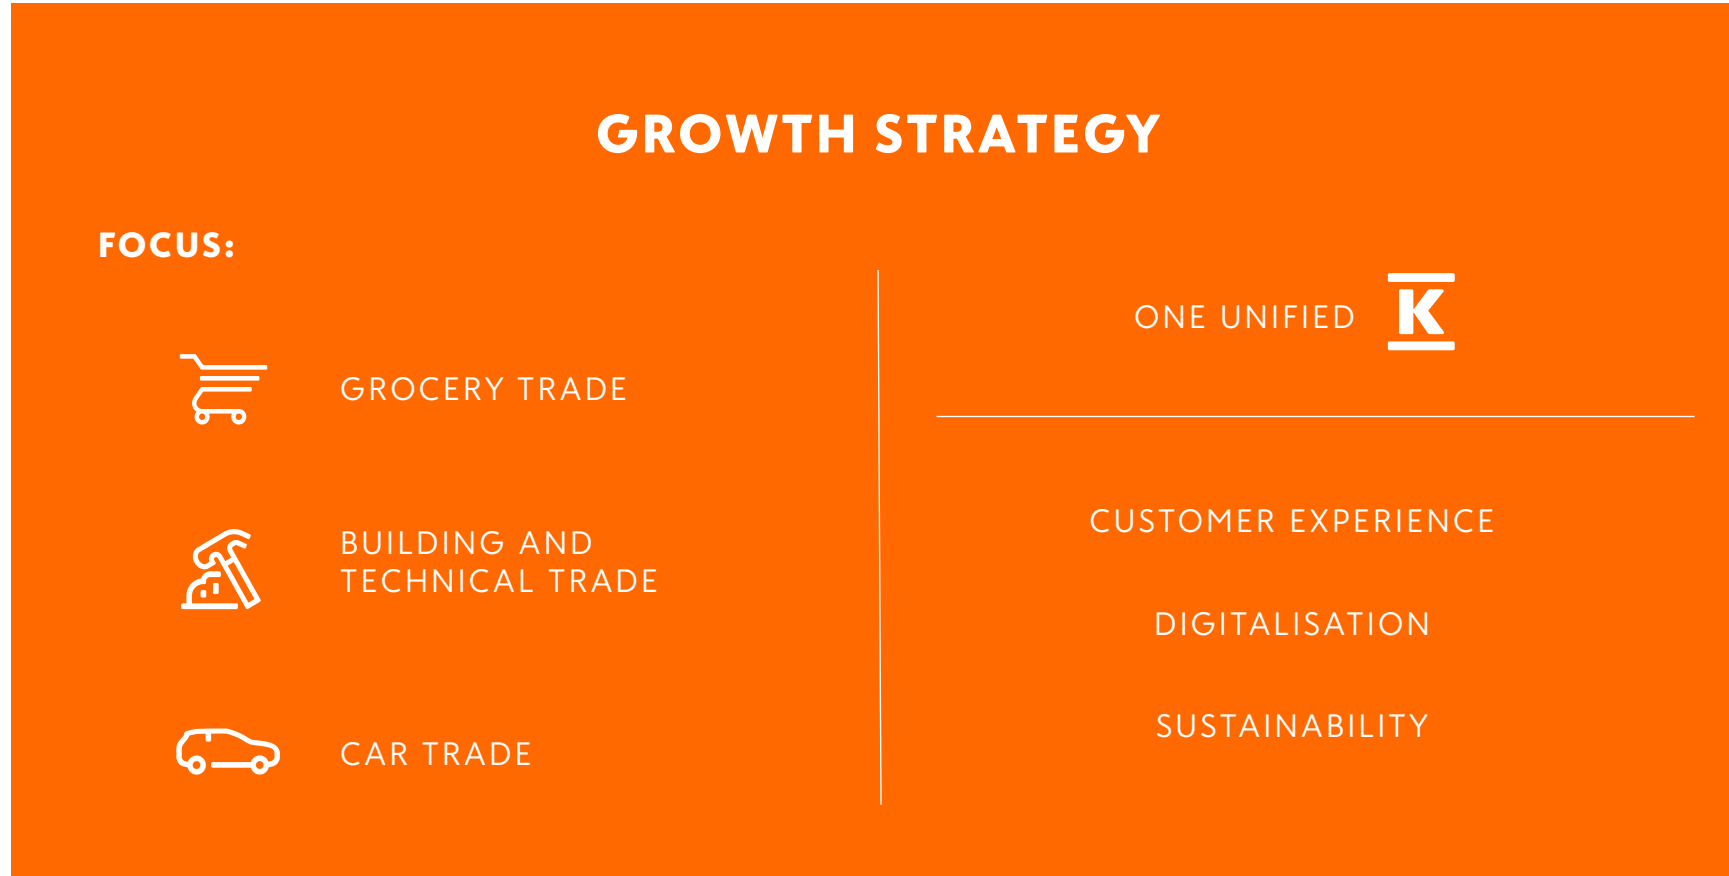 GROWTH STRATEGY
FOCUS:
GROCERY TRADE
BUILDING AND
TECHNICAL TRADE
CAR TRADE
ONE UNIFIED K
CUSTOMER EXPERIENCE
DIGITALISATION
SUSTAINABILITY